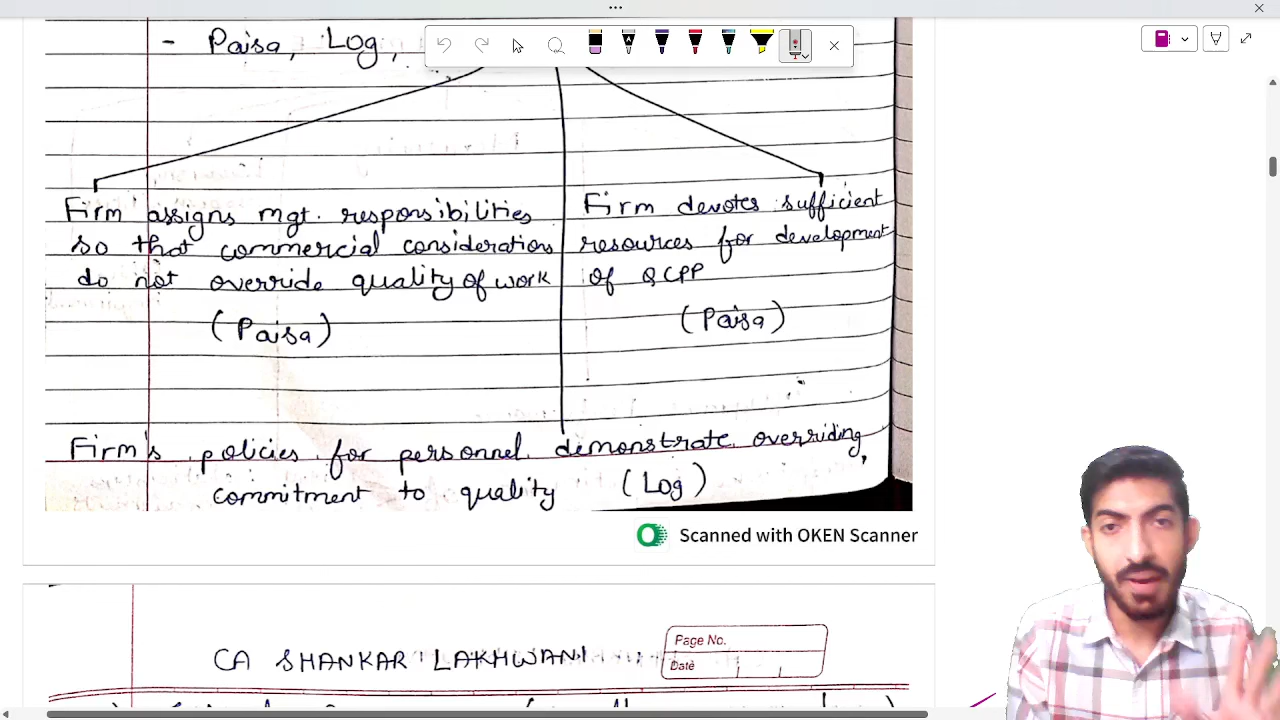 - Paisa, Log,
Firm assigns mgt. responsibilities
so that commercial considerations
do not override quality of work
(Paisa)
Firm devotes sufficient
resources for development
of QCPP
(Paisa)
Firm's policies for personnel demonstrate overriding
commitment to quality (Log)
Scanned with OKEN Scanner
CA SHANKAR LAKHWANI
Page No.
Date